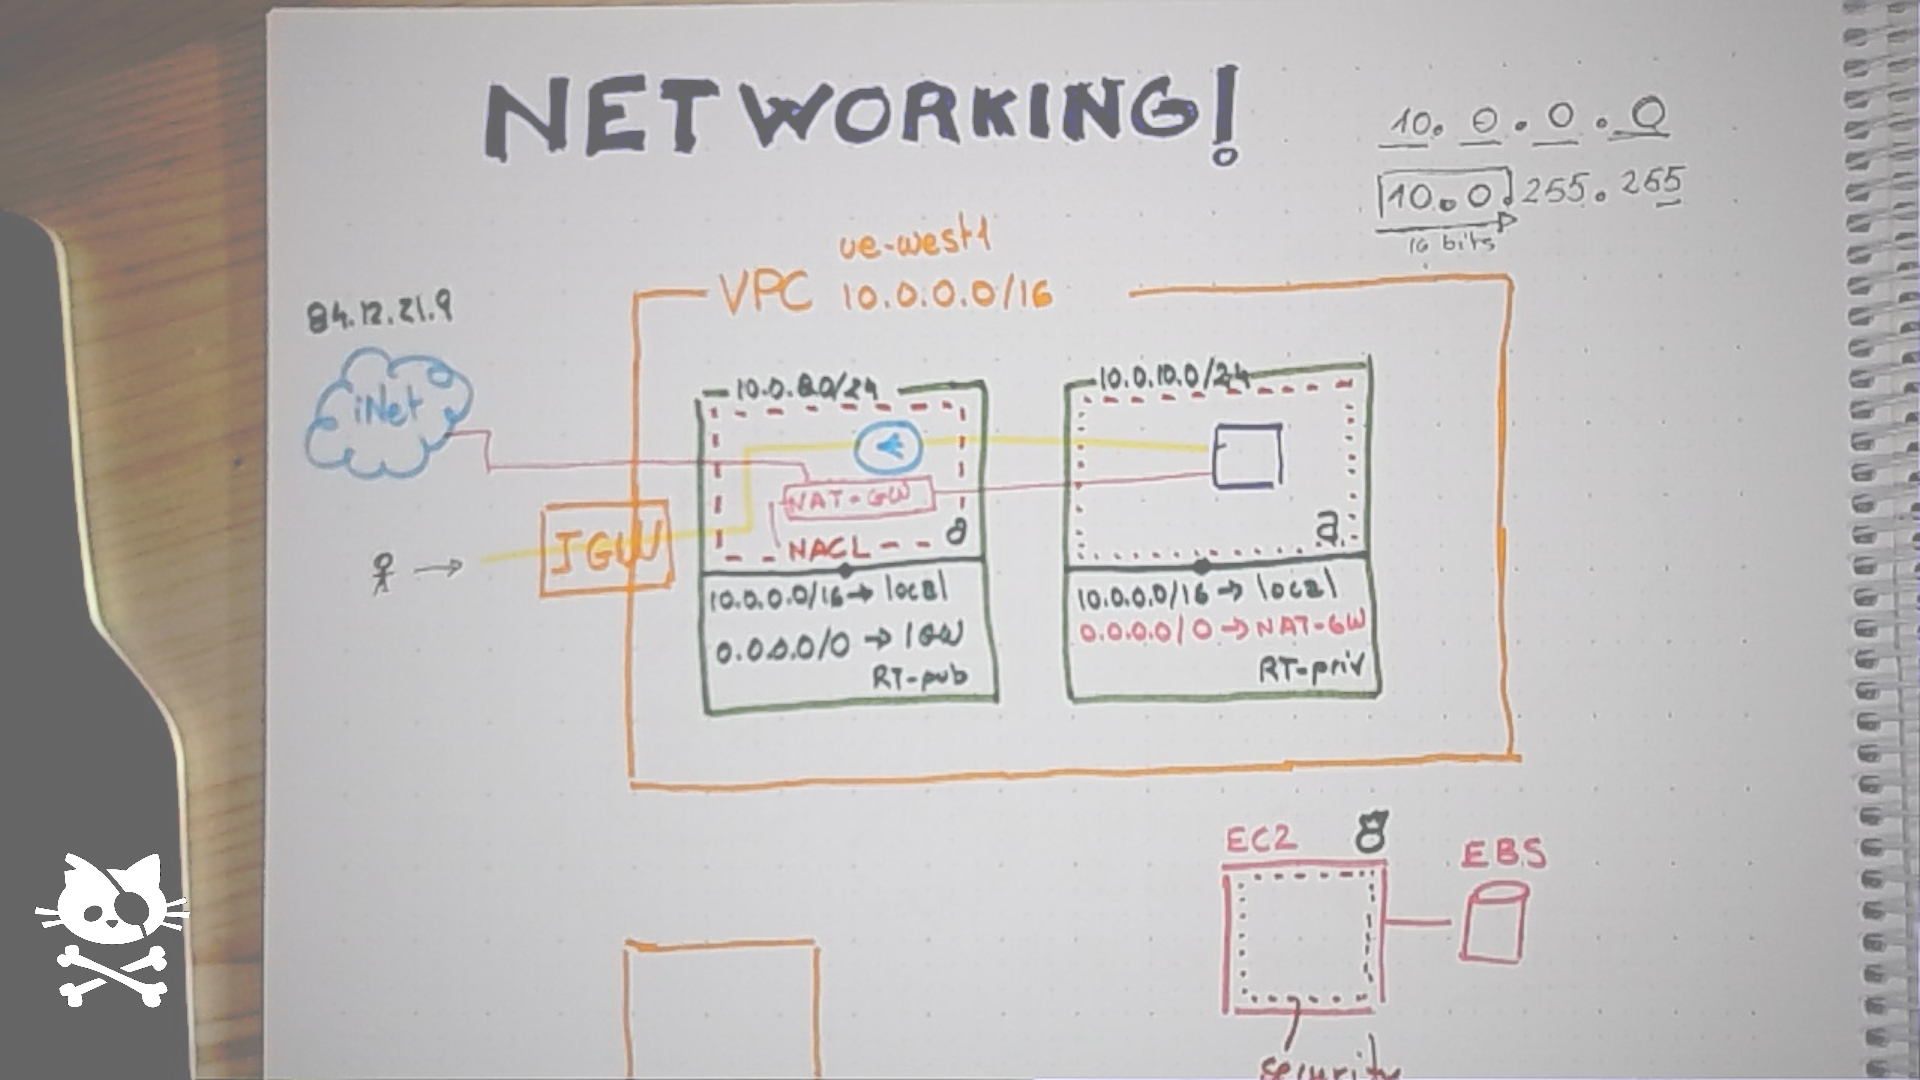 NETWORKING!
10.0.0.0
10.0.255.255
16 bits
ue-west1
VPC 10.0.0.0/16
84.12.21.9
iNet
10.0.0.0/24
NAT-GW
NACL
a
10.0.0.0/16 → local
0.0.0.0/0 → IGW
RT-pub
10.0.10.0/24
a
10.0.0.0/16 → local
0.0.0.0/0 → NAT-GW
RT-priv
IGW
EC2
EBS
security